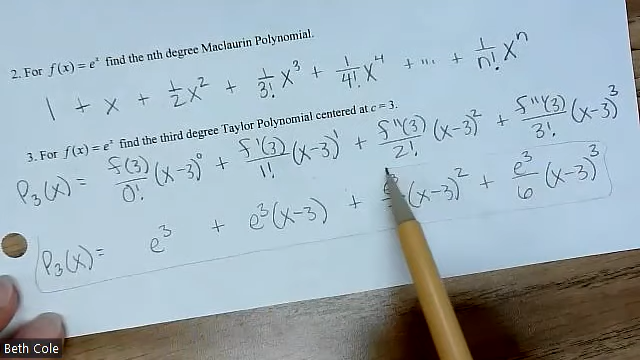 2. For f(x) = eˣ find the nth degree Maclaurin Polynomial.
1 + x + 1/2 x² + 1/3! x³ + 1/4! x⁴ + ... + 1/n! xⁿ
3. For f(x) = eˣ find the third degree Taylor Polynomial centered at c = 3.
P₃(x) = f(3)/0! (x-3)⁰ + f'(3)/1! (x-3)¹ + f''(3)/2! (x-3)² + f'''(3)/3! (x-3)³
P₃(x) = e³ + e³(x-3) + (x-3)² + e³/6 (x-3)³
Beth Cole